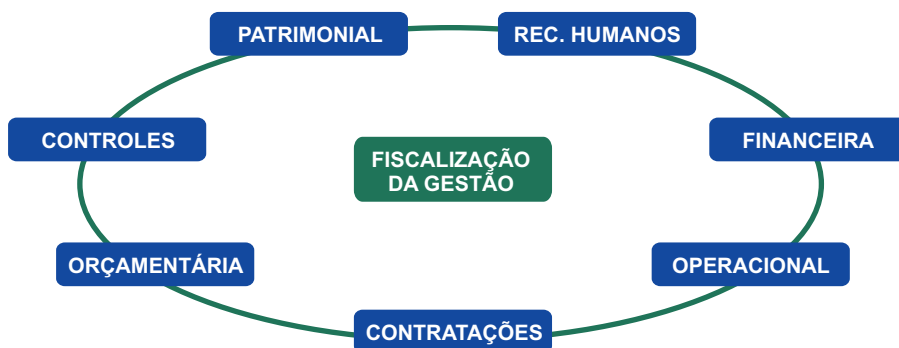 PATRIMONIAL
REC. HUMANOS
CONTROLES
FINANCEIRA
FISCALIZAÇÃO
DA GESTÃO
ORÇAMENTÁRIA
OPERACIONAL
CONTRATAÇÕES